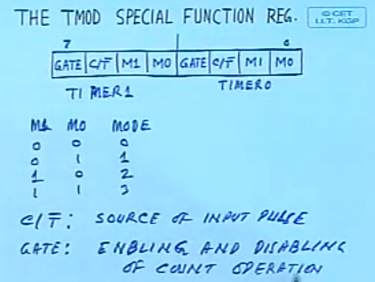 THE TMOD SPECIAL FUNCTION REG.
© CET
I.I.T. KGP
7 0
GATE C/T̅ M1 M0 GATE C/T̅ M1 M0
TIMER1 TIMER0
M1 M0 MODE
0 0 0
0 1 1
1 0 2
1 1 3
C/T̅: SOURCE OF INPUT PULSE
GATE: ENBLING AND DISABLING
OF COUNT OPERATION